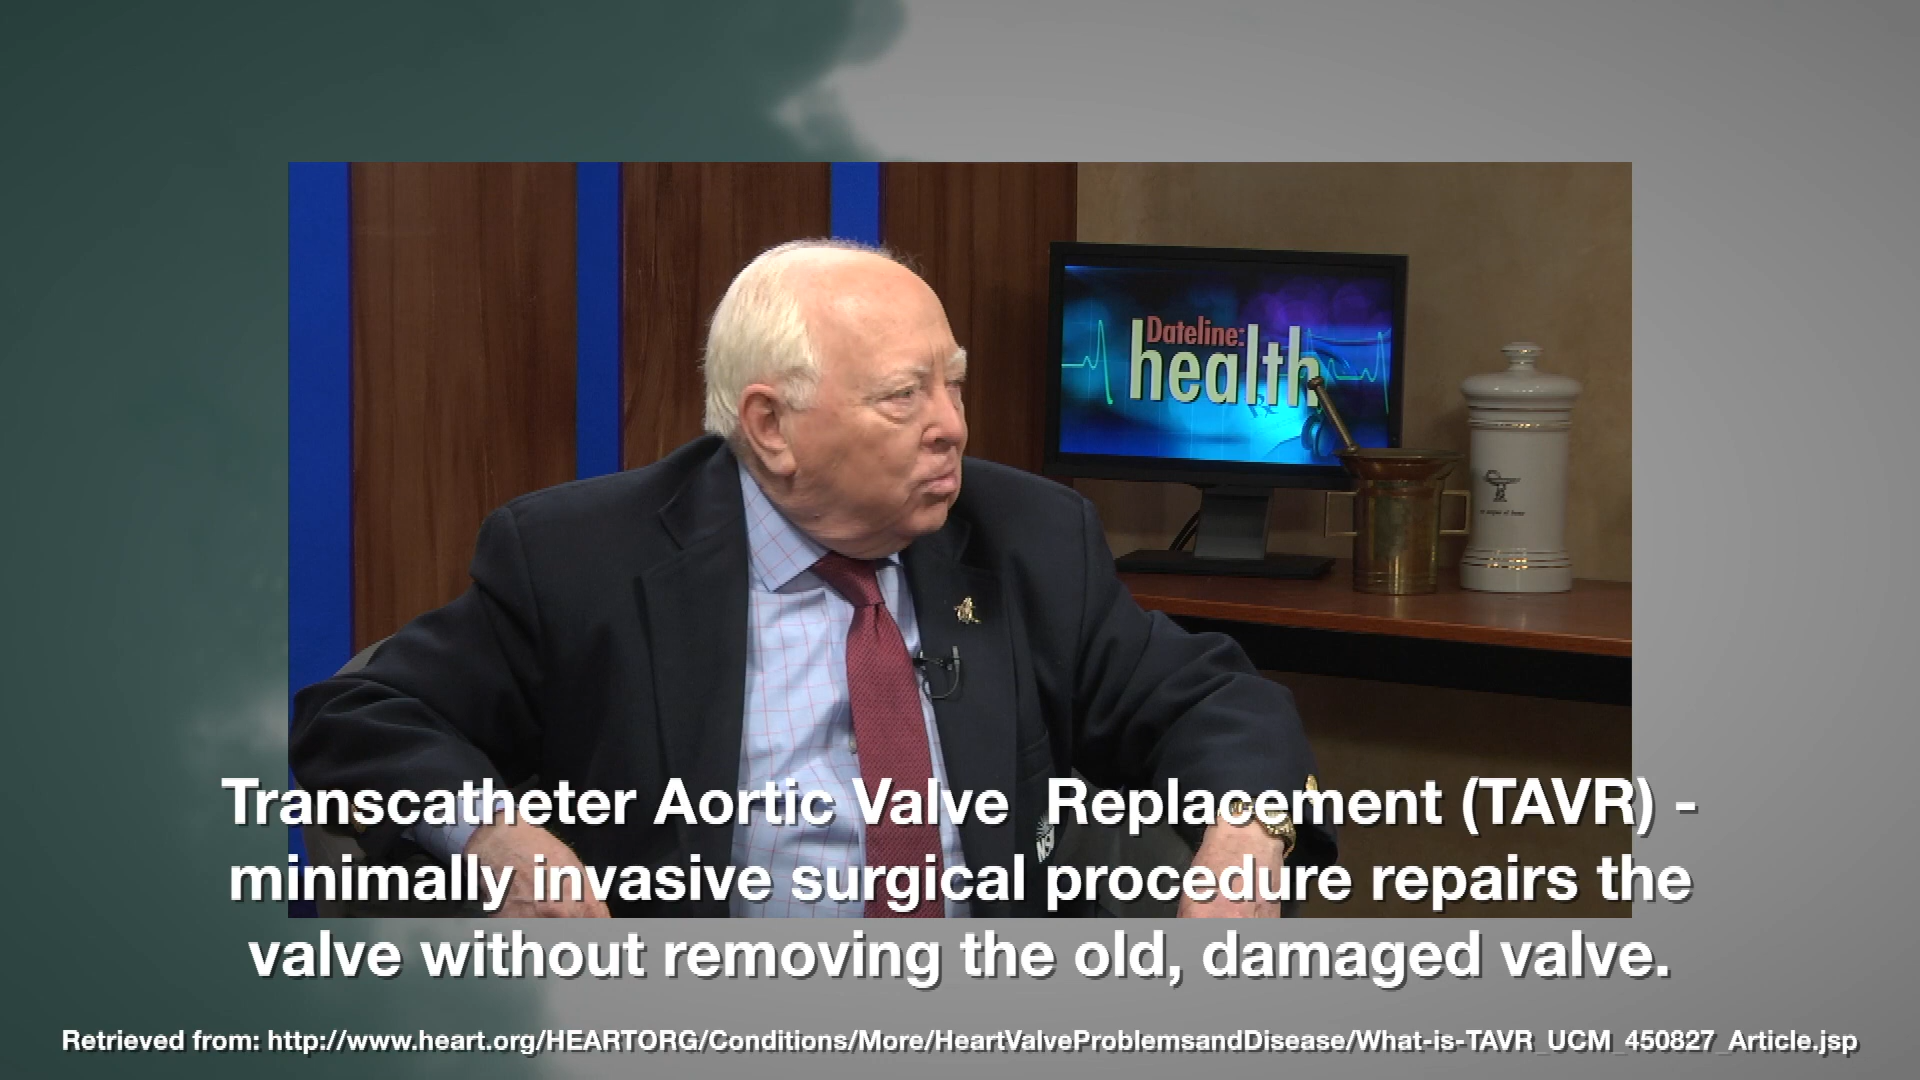 Dateline:
health
Transcatheter Aortic Valve  Replacement (TAVR) -
minimally invasive surgical procedure repairs the
valve without removing the old, damaged valve.
Retrieved from: http://www.heart.org/HEARTORG/Conditions/More/HeartValveProblemsandDisease/What-is-TAVR_UCM_450827_Article.jsp